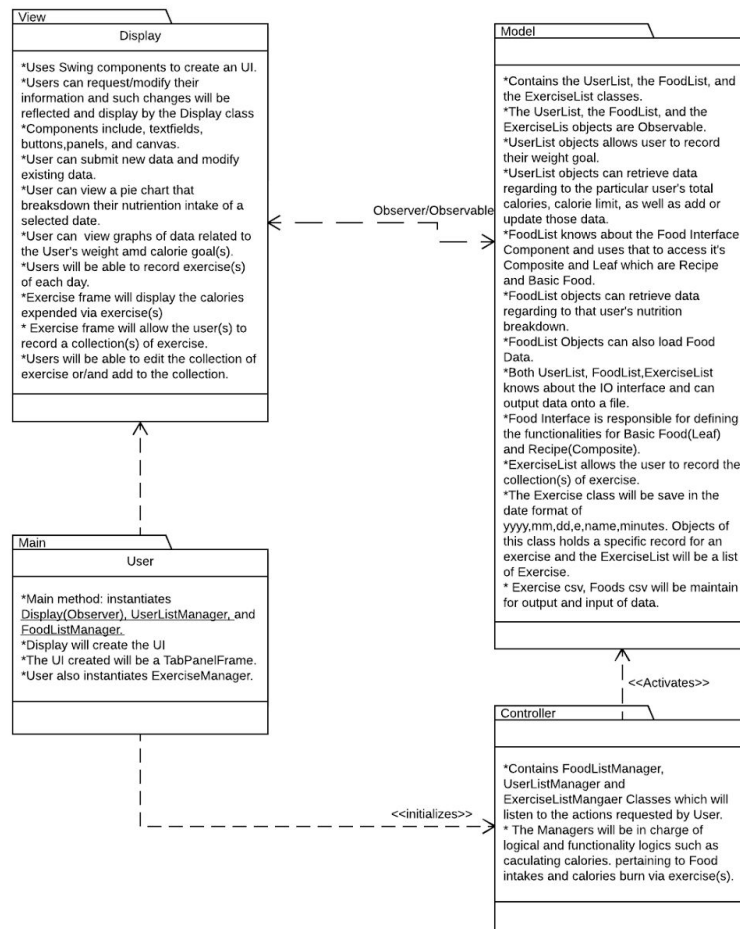 View
Display
*Uses Swing components to create an UI.
*Users can request/modify their
information and such changes will be
reflected and display by the Display class
*Components include, textfields,
buttons,panels, and canvas.
*User can submit new data and modify
existing data.
*User can view a pie chart that
breaksdown their nutriention intake of a
selected date.
*User can  view graphs of data related to
the User's weight amd calorie goal(s).
*Users will be able to record exercise(s)
of each day.
*Exercise frame will display the calories
expended via exercise(s)
* Exercise frame will allow the user(s) to
record a collection(s) of exercise.
*Users will be able to edit the collection of
exercise or/and add to the collection.
Observer/Observable
Model
*Contains the UserList, the FoodList, and
the ExerciseList classes.
*The UserList, the FoodList, and the
ExerciseLis objects are Observable.
*UserList objects allows user to record
their weight goal.
*UserList objects can retrieve data
regarding to the particular user's total
calories, calorie limit, as well as add or
update those data.
*FoodList knows about the Food Interface
Component and uses that to access it's
Composite and Leaf which are Recipe
and Basic Food.
*FoodList objects can retrieve data
regarding to that user's nutrition
breakdown.
*FoodList Objects can also load Food
Data.
*Both UserList, FoodList,ExerciseList
knows about the IO interface and can
output data onto a file.
*Food Interface is responsible for defining
the functionalities for Basic Food(Leaf)
and Recipe(Composite).
*ExerciseList allows the user to record the
collection(s) of exercise.
*The Exercise class will be save in the
date format of
yyyy,mm,dd,e,name,minutes. Objects of
this class holds a specific record for an
exercise and the ExerciseList will be a list
of Exercise.
* Exercise csv, Foods csv will be maintain
for output and input of data.
Main
User
*Main method: instantiates
Display(Observer), UserListManager, and
FoodListManager.
*Display will create the UI
*The UI created will be a TabPanelFrame.
*User also instantiates ExerciseManager.
<<Activates>>
<<initializes>>
Controller
*Contains FoodListManager,
UserListManager and
ExerciseListMangaer Classes which will
listen to the actions requested by User.
* The Managers will be in charge of
logical and functionality logics such as
caculating calories. pertaining to Food
intakes and calories burn via exercise(s).